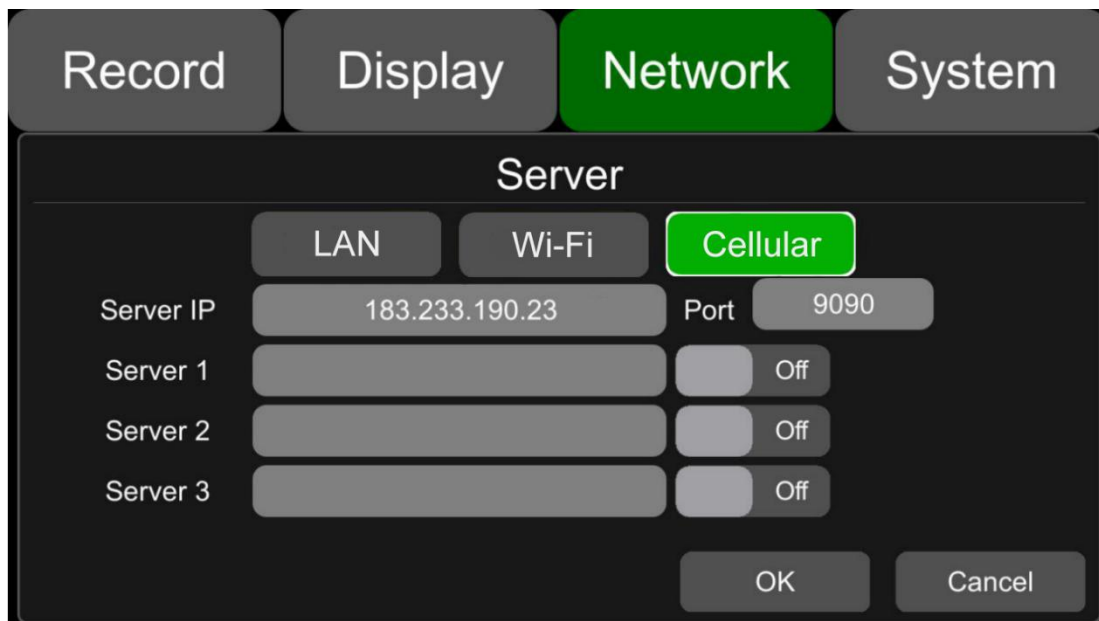 Record Display Network System
Server
LAN Wi-Fi Cellular
Server IP 183.233.190.23 Port 9090
Server 1 Off
Server 2 Off
Server 3 Off
OK Cancel